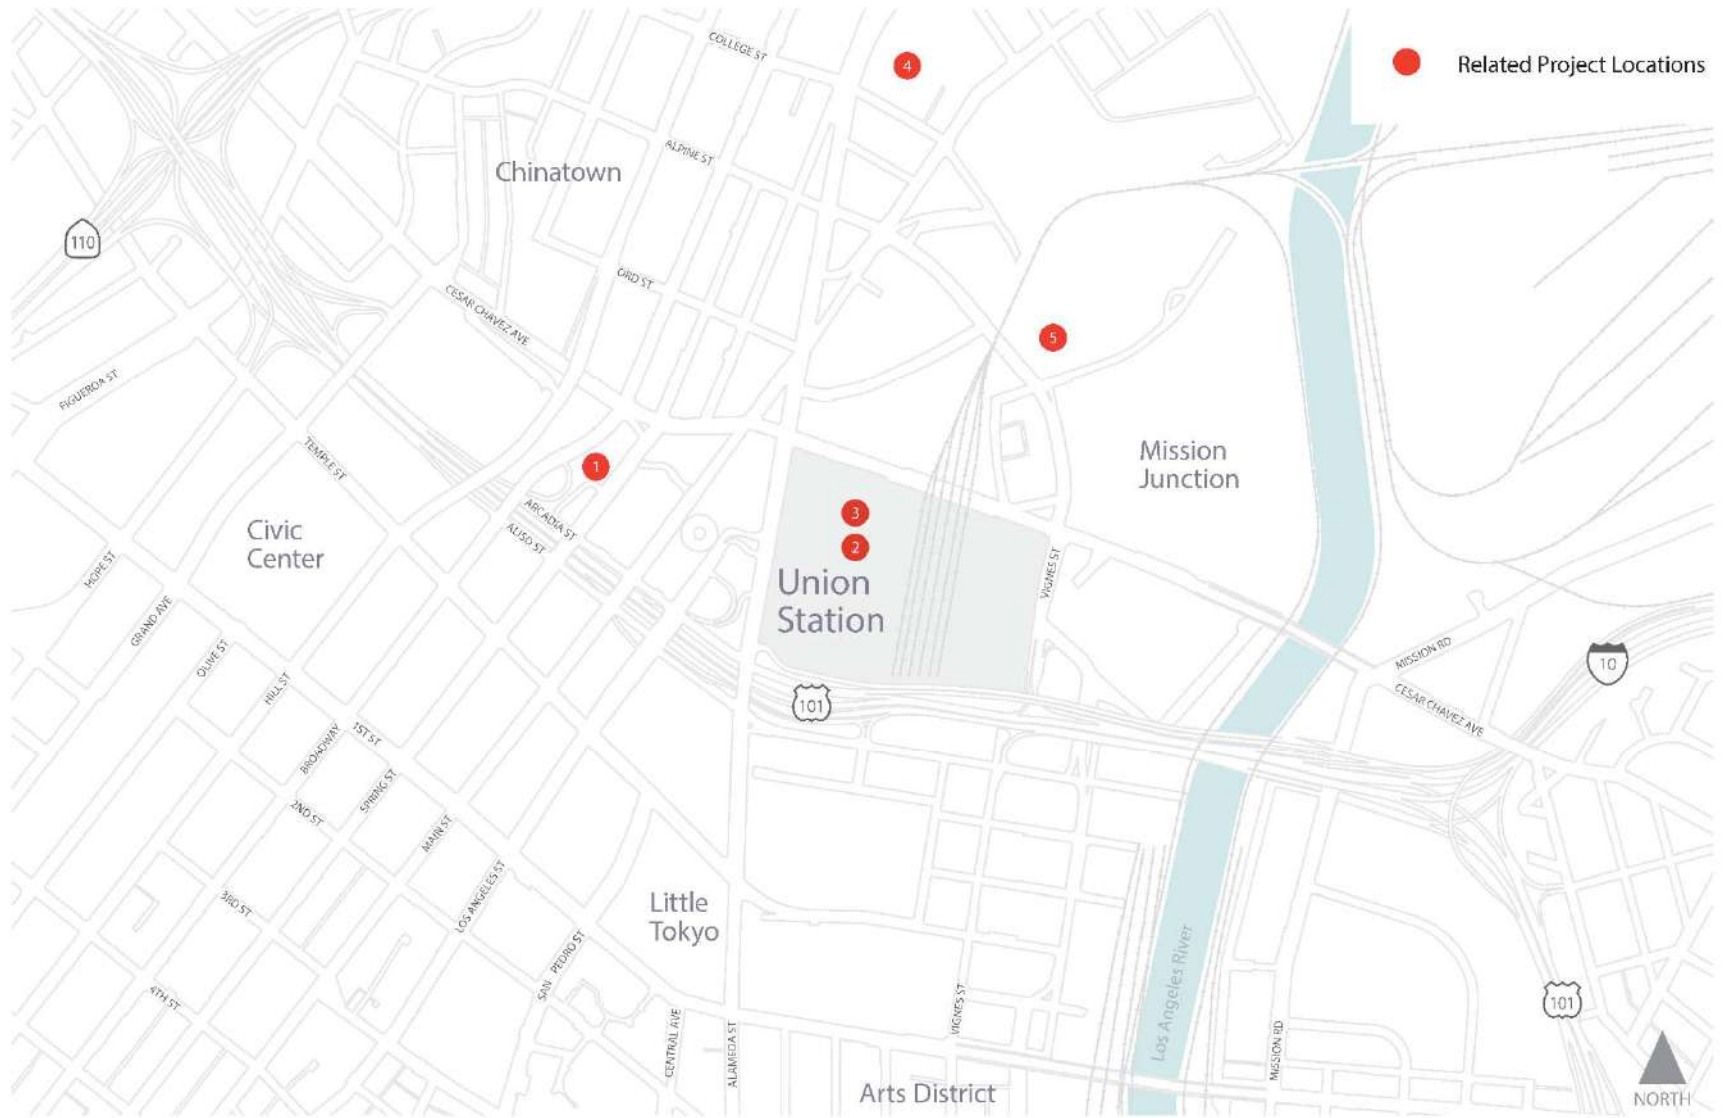 COLLEGE ST
4
Related Project Locations
ALPINE ST
Chinatown
110
ORD ST
CESAR CHAVEZ AVE
5
FIGUEROA ST
TEMPLE ST
1
Mission
Junction
3
2
ARCADIA ST
ALISO ST
Civic
Center
HOPE ST
VIGNES ST
Union
Station
GRAND AVE
OLIVE ST
HILL ST
MISSION RD
10
CESAR CHAVEZ AVE
101
BROADWAY
1ST ST
SPRING ST
2ND ST
MAIN ST
LOS ANGELES ST
3RD ST
Little
Tokyo
SAN PEDRO ST
4TH ST
Los Angeles River
VIGNES ST
101
CENTRAL AVE
ALAMEDA ST
MISSION RD
Arts District
NORTH